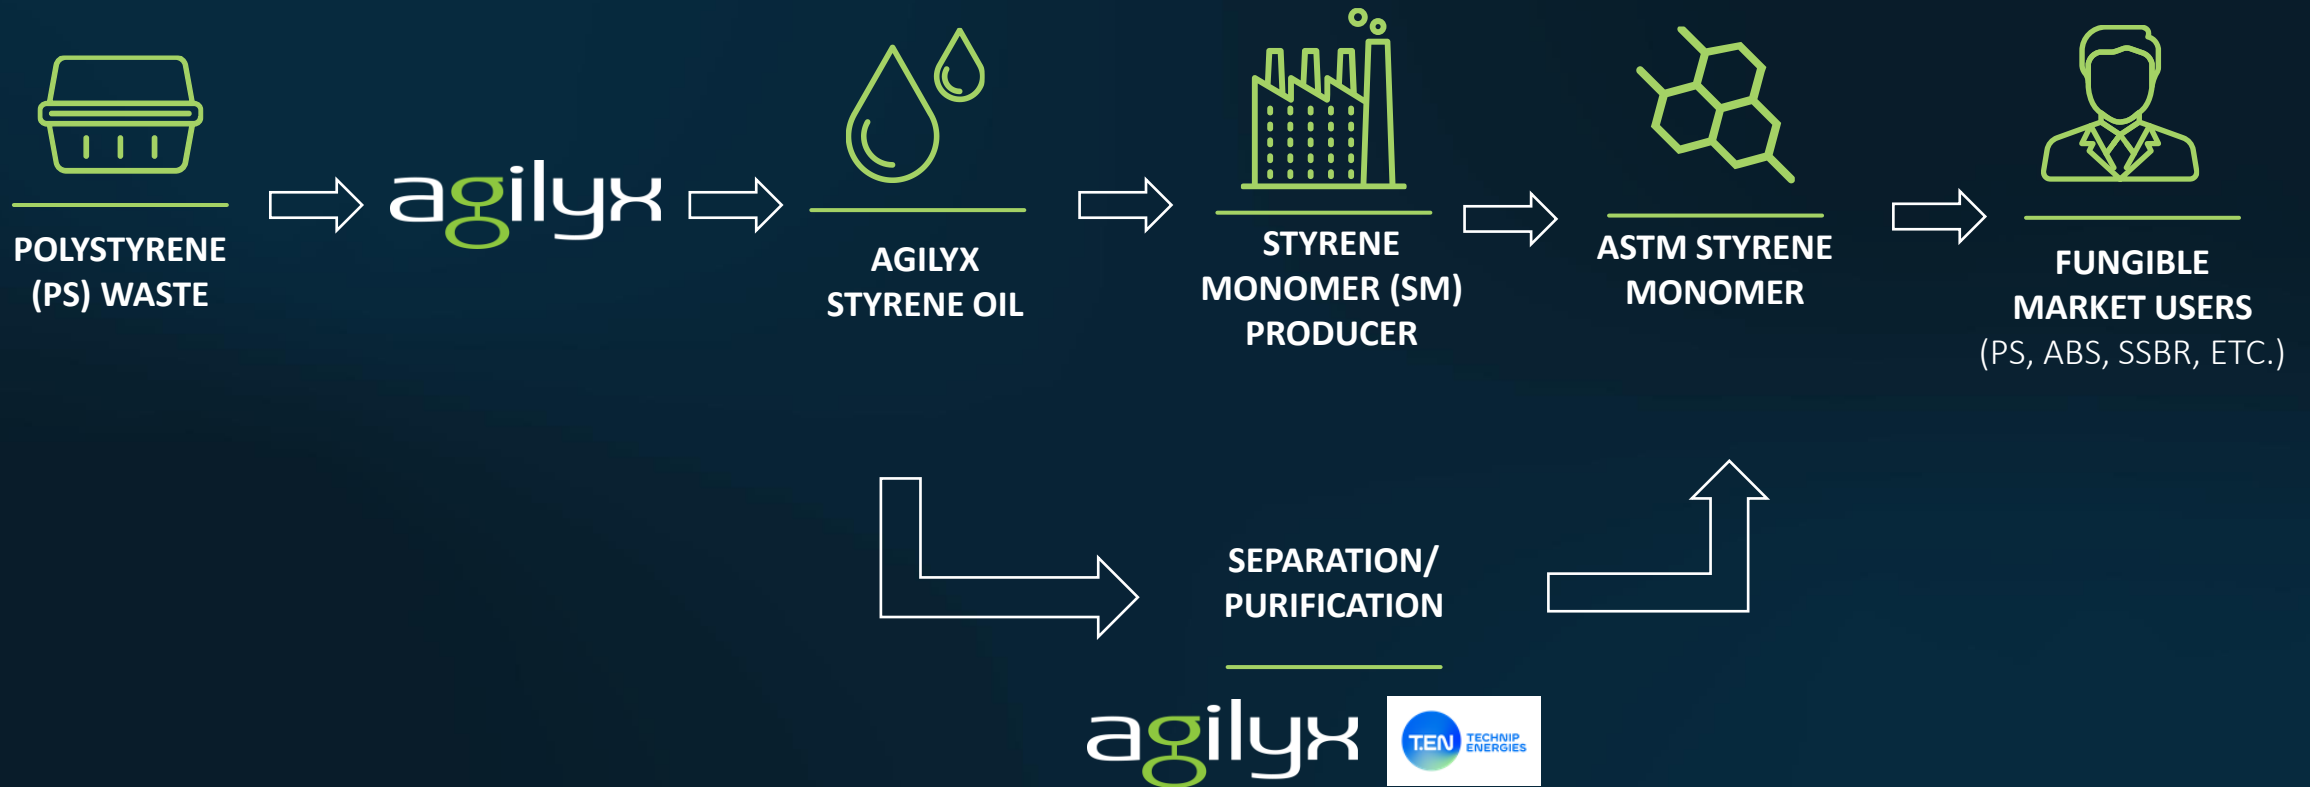 POLYSTYRENE
(PS) WASTE
agilyx
AGILYX
STYRENE OIL
STYRENE
MONOMER (SM)
PRODUCER
ASTM STYRENE
MONOMER
FUNGIBLE
MARKET USERS
(PS, ABS, SSBR, ETC.)
SEPARATION/
PURIFICATION
agilyx
T.EN
TECHNIP
ENERGIES